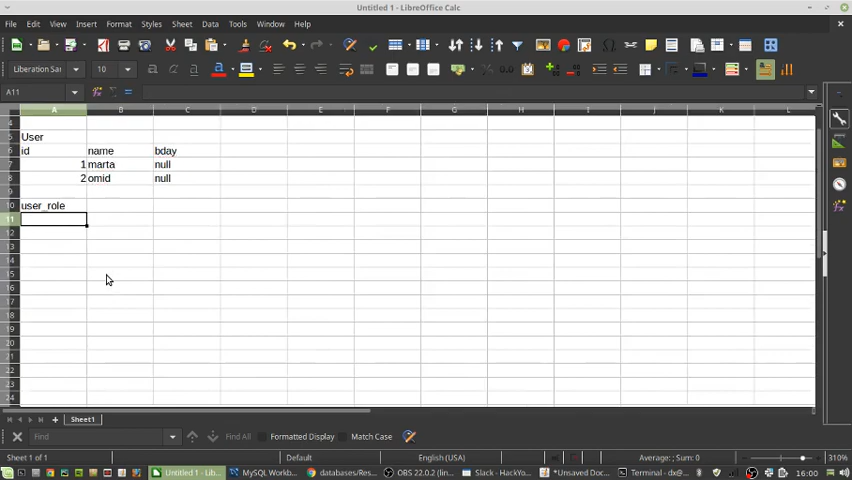 Untitled 1 - LibreOffice Calc
File Edit View Insert Format Styles Sheet Data Tools Window Help
Liberation San 10
A11
A B C D E F G H I J K L
4
5 User
6 id name bday
7 1 marta null
8 2 omid null
9
10 user_role
11
12
13
14
15
16
17
18
19
20
21
22
23
24
Sheet1
Find Find All Formatted Display Match Case
Sheet 1 of 1 Default English (USA) Average: ; Sum: 0 310%
Untitled 1 - Lib... MySQL Workb... databases/Res... OBS 22.0.2 (lin... Slack - HackYo... *Unsaved Doc... Terminal - dx@... 16:00